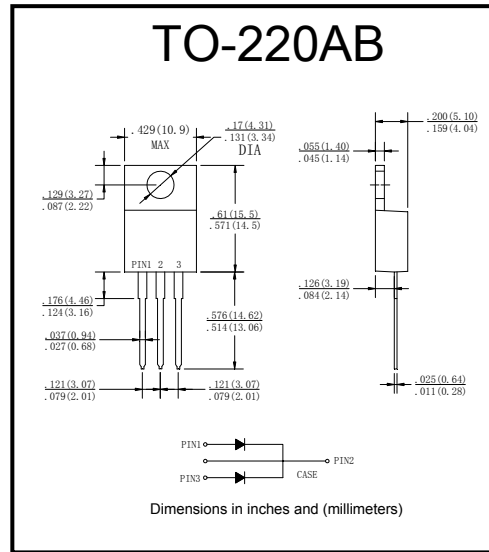 TO-220AB
.429(10.9)
MAX
.17(4.31)
.131(3.34)
DIA
.200(5.10)
.159(4.04)
.055(1.40)
.045(1.14)
.129(3.27)
.087(2.22)
.61(15.5)
.571(14.5)
PIN1 2 3
.176(4.46)
.124(3.16)
.576(14.62)
.514(13.06)
.126(3.19)
.084(2.14)
.037(0.94)
.027(0.68)
.121(3.07)
.079(2.01)
.121(3.07)
.079(2.01)
.025(0.64)
.011(0.28)
PIN1
PIN2
PIN3
CASE
Dimensions in inches and (millimeters)